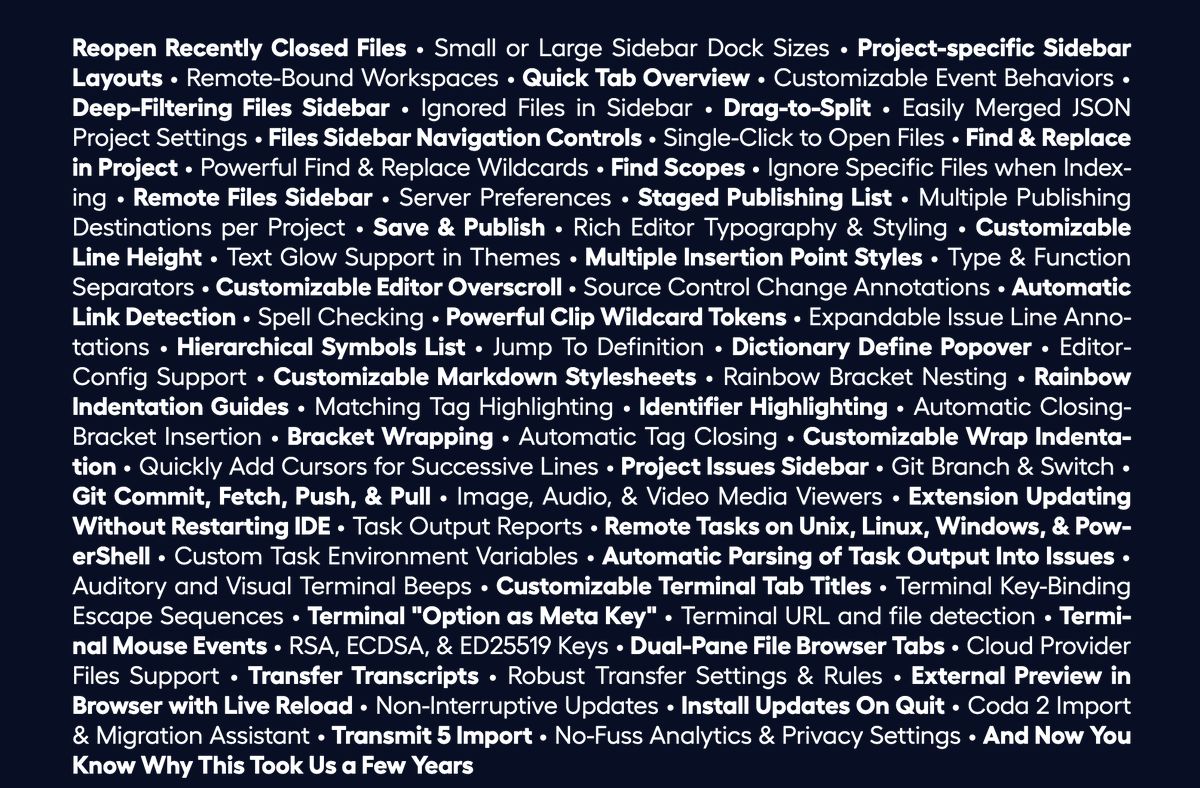 Reopen Recently Closed Files • Small or Large Sidebar Dock Sizes • Project-specific Sidebar
Layouts • Remote-Bound Workspaces • Quick Tab Overview • Customizable Event Behaviors •
Deep-Filtering Files Sidebar • Ignored Files in Sidebar • Drag-to-Split • Easily Merged JSON
Project Settings • Files Sidebar Navigation Controls • Single-Click to Open Files • Find & Replace
in Project • Powerful Find & Replace Wildcards • Find Scopes • Ignore Specific Files when Index-
ing • Remote Files Sidebar • Server Preferences • Staged Publishing List • Multiple Publishing
Destinations per Project • Save & Publish • Rich Editor Typography & Styling • Customizable
Line Height • Text Glow Support in Themes • Multiple Insertion Point Styles • Type & Function
Separators • Customizable Editor Overscroll • Source Control Change Annotations • Automatic
Link Detection • Spell Checking • Powerful Clip Wildcard Tokens • Expandable Issue Line Anno-
tations • Hierarchical Symbols List • Jump To Definition • Dictionary Define Popover • Editor-
Config Support • Customizable Markdown Stylesheets • Rainbow Bracket Nesting • Rainbow
Indentation Guides • Matching Tag Highlighting • Identifier Highlighting • Automatic Closing-
Bracket Insertion • Bracket Wrapping • Automatic Tag Closing • Customizable Wrap Indenta-
tion • Quickly Add Cursors for Successive Lines • Project Issues Sidebar • Git Branch & Switch •
Git Commit, Fetch, Push, & Pull • Image, Audio, & Video Media Viewers • Extension Updating
Without Restarting IDE • Task Output Reports • Remote Tasks on Unix, Linux, Windows, & Pow-
erShell • Custom Task Environment Variables • Automatic Parsing of Task Output Into Issues •
Auditory and Visual Terminal Beeps • Customizable Terminal Tab Titles • Terminal Key-Binding
Escape Sequences • Terminal "Option as Meta Key" • Terminal URL and file detection • Termi-
nal Mouse Events • RSA, ECDSA, & ED25519 Keys • Dual-Pane File Browser Tabs • Cloud Provider
Files Support • Transfer Transcripts • Robust Transfer Settings & Rules • External Preview in
Browser with Live Reload • Non-Interruptive Updates • Install Updates On Quit • Coda 2 Import
& Migration Assistant • Transmit 5 Import • No-Fuss Analytics & Privacy Settings • And Now You
Know Why This Took Us a Few Years